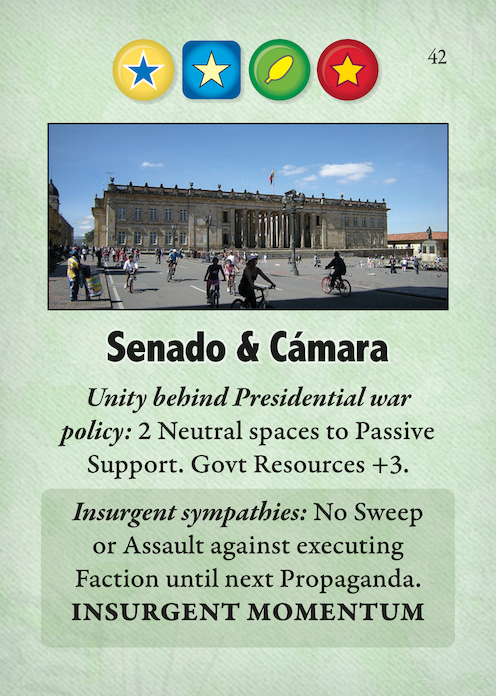 42
Senado & Cámara
Unity behind Presidential war
policy: 2 Neutral spaces to Passive
Support. Govt Resources +3.
Insurgent sympathies: No Sweep
or Assault against executing
Faction until next Propaganda.
INSURGENT MOMENTUM